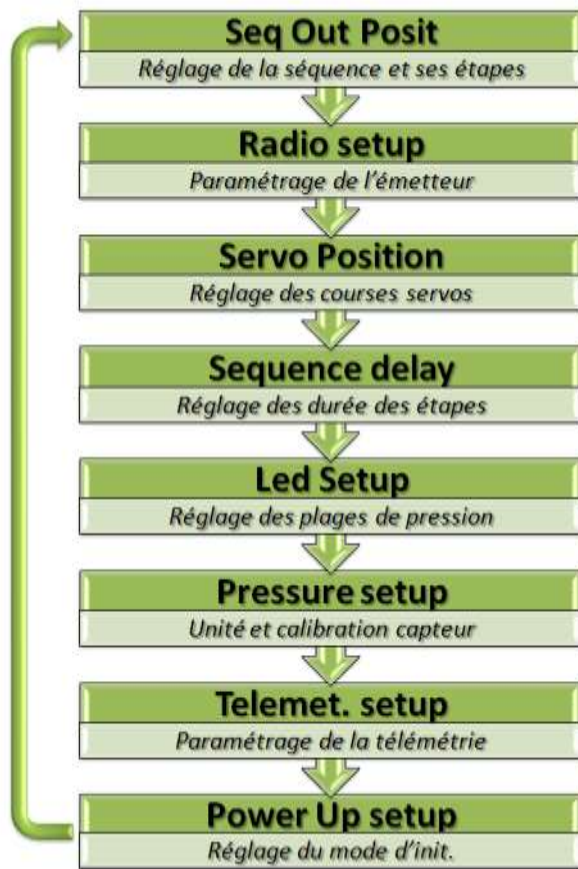 Seq Out Posit
Réglage de la séquence et ses étapes
Radio setup
Paramétrage de l'émetteur
Servo Position
Réglage des courses servos
Sequence delay
Réglage des durée des étapes
Led Setup
Réglage des plages de pression
Pressure setup
Unité et calibration capteur
Telemet. setup
Paramétrage de la télémétrie
Power Up setup
Réglage du mode d'init.